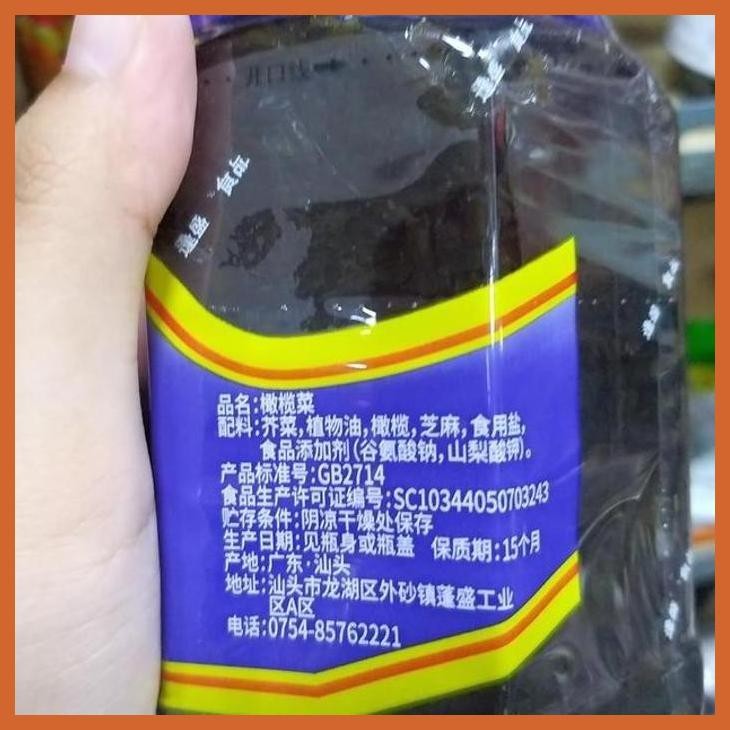 开口线
蓬盛 食品
品名:橄榄菜
配料:芥菜,植物油,橄榄,芝麻,食用盐,
食品添加剂(谷氨酸钠,山梨酸钾)。
产品标准号:GB2714
食品生产许可证编号:SC10344050703243
贮存条件:阴凉干燥处保存
生产日期:见瓶身或瓶盖 保质期:15个月
产地:广东·汕头
地址:汕头市龙湖区外砂镇蓬盛工业
区A区
电话:0754-85762221